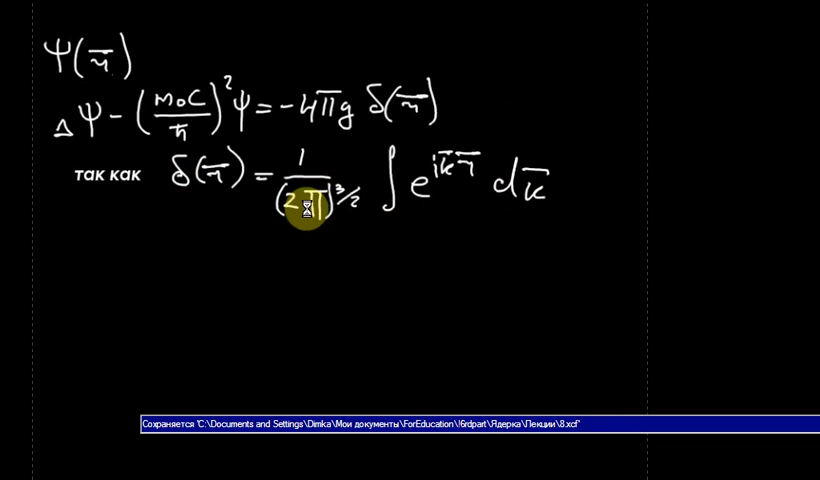 Ψ(r̅)
ΔΨ - (m₀c/ħ)²Ψ = -4πg δ(r̅)
так как δ(r̅) = 1/(2π)^3/2 ∫ e^ik̅r̅ dk̅
Сохраняется 'C:\Documents and Settings\Dimka\Мои документы\ForEducation\!6rdpart\Ядерка\Лекции\8.xcf'